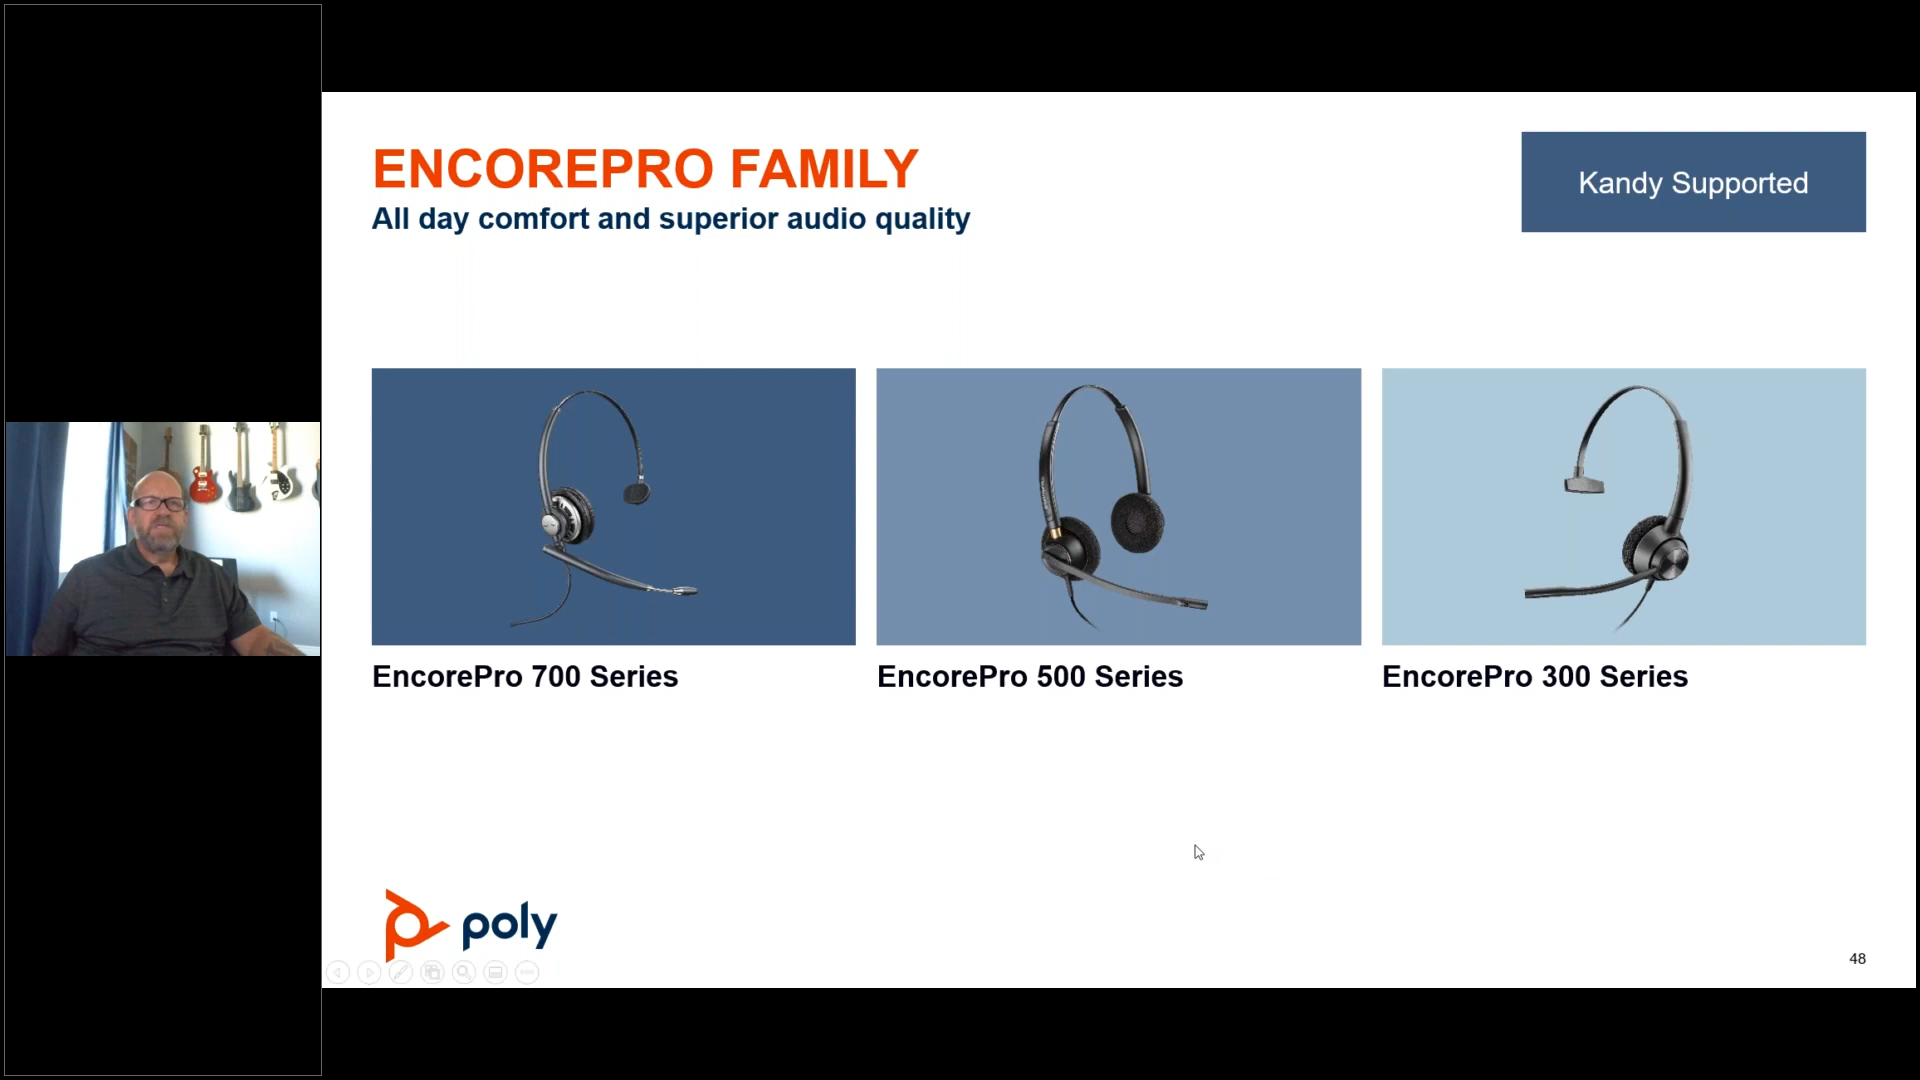 ENCOREPRO FAMILY
All day comfort and superior audio quality
Kandy Supported
EncorePro 700 Series
EncorePro 500 Series
EncorePro 300 Series
poly
48